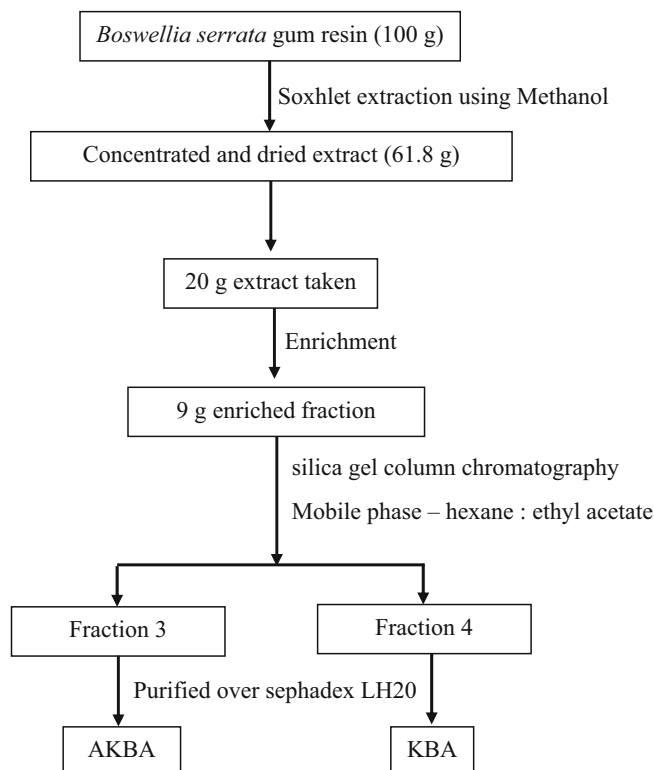 Boswellia serrata gum resin (100 g)
Soxhlet extraction using Methanol
Concentrated and dried extract (61.8 g)
20 g extract taken
Enrichment
9 g enriched fraction
silica gel column chromatography
Mobile phase – hexane : ethyl acetate
Fraction 3
Fraction 4
Purified over sephadex LH20
AKBA
KBA